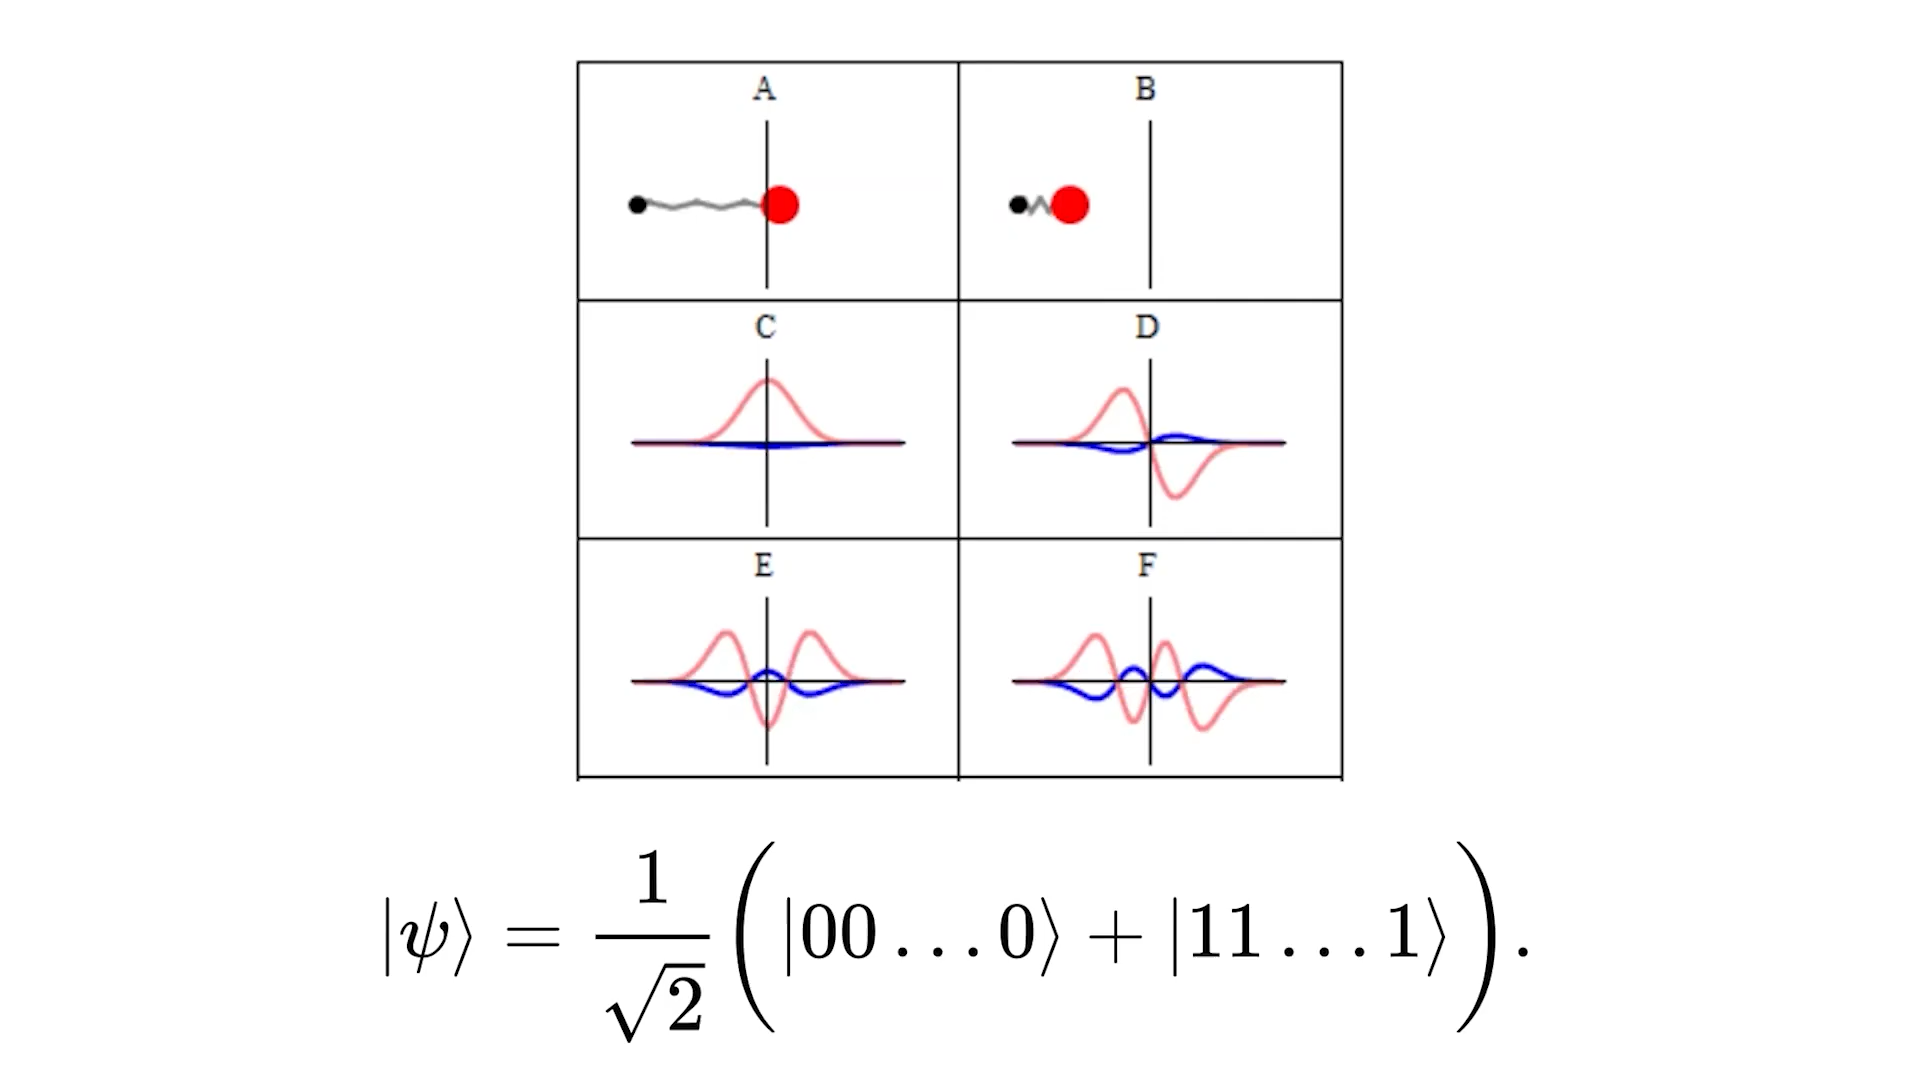 A B
C D
E F
|ψ⟩ = 1/√2 (|00...0⟩ + |11...1⟩).